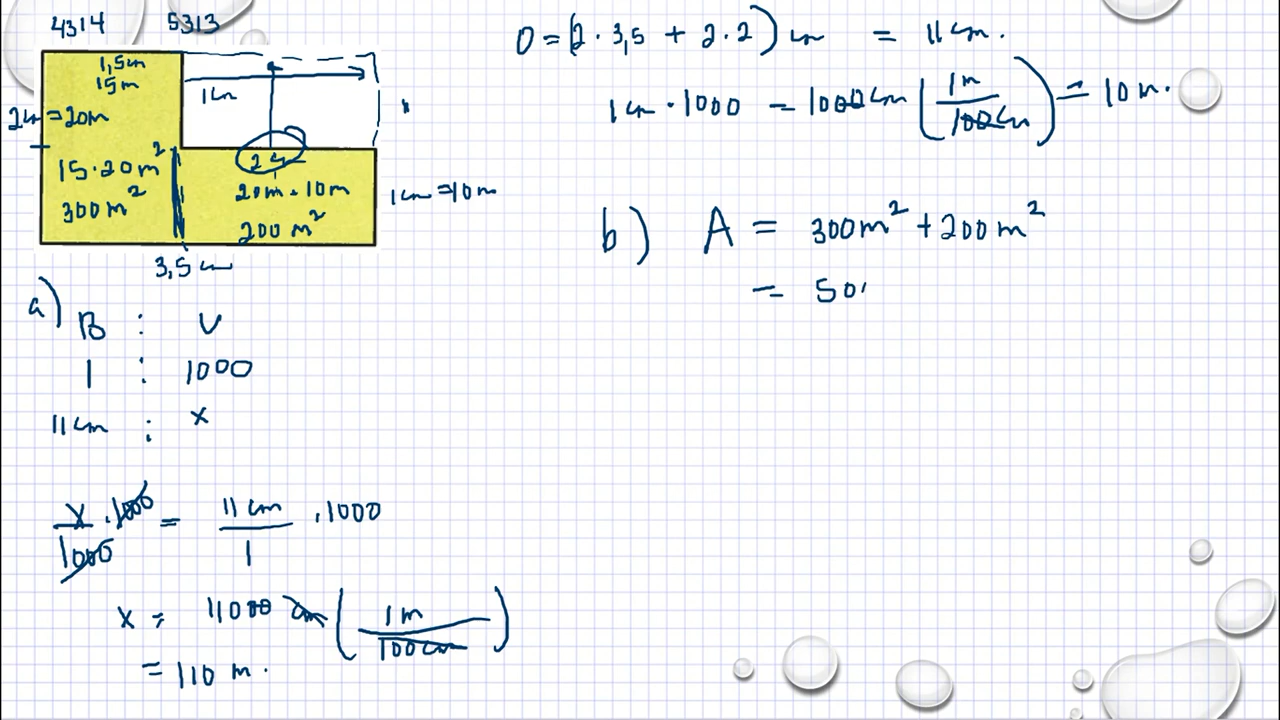 4314 5313
1,5cm
15m
1cm
2cm = 20m
15·20m²
300m²
2cm
20m · 10m
200 m²
1cm = 10m
3,5cm
a)
B : V
1 : 1000
11cm : x
x/1000 · 1000 = 11cm/1 · 1000
x = 11000 cm (1m/100cm)
= 110 m.
O = (2 · 3,5 + 2 · 2) cm = 11cm.
1cm · 1000 = 1000cm (1m/100cm) = 10m.
b) A = 300m² + 200m²
= 50